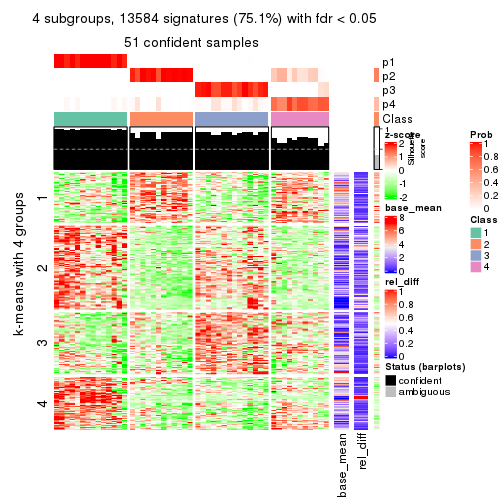 4 subgroups, 13584 signatures (75.1%) with fdr < 0.05
51 confident samples
p1
p2
p3
p4
Class
1
Silhouette
score
k-means with 4 groups
1
2
3
4
base_mean
rel_diff
z-score
2
1
0
-1
-2
base_mean
8
6
4
2
0
rel_diff
1
0.8
0.6
0.4
0.2
0
Status (barplots)
confident
ambiguous
Prob
1
0.8
0.6
0.4
0.2
0
Class
1
2
3
4